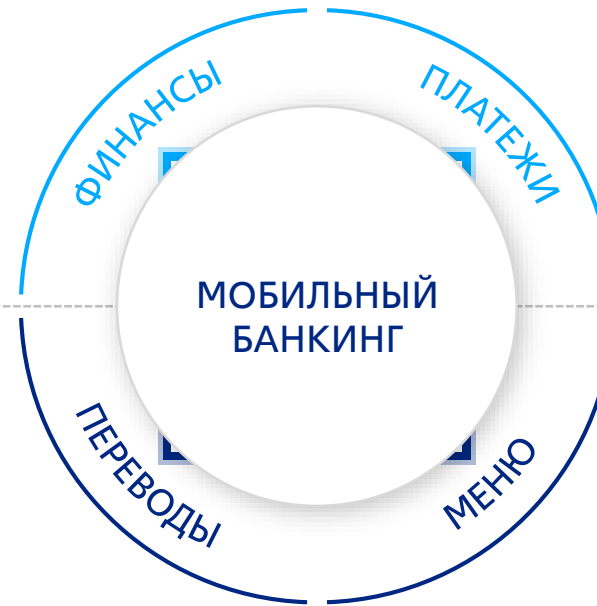 ФИНАНСЫ
ПЛАТЕЖИ
МОБИЛЬНЫЙ
БАНКИНГ
ПЕРЕВОДЫ
МЕНЮ